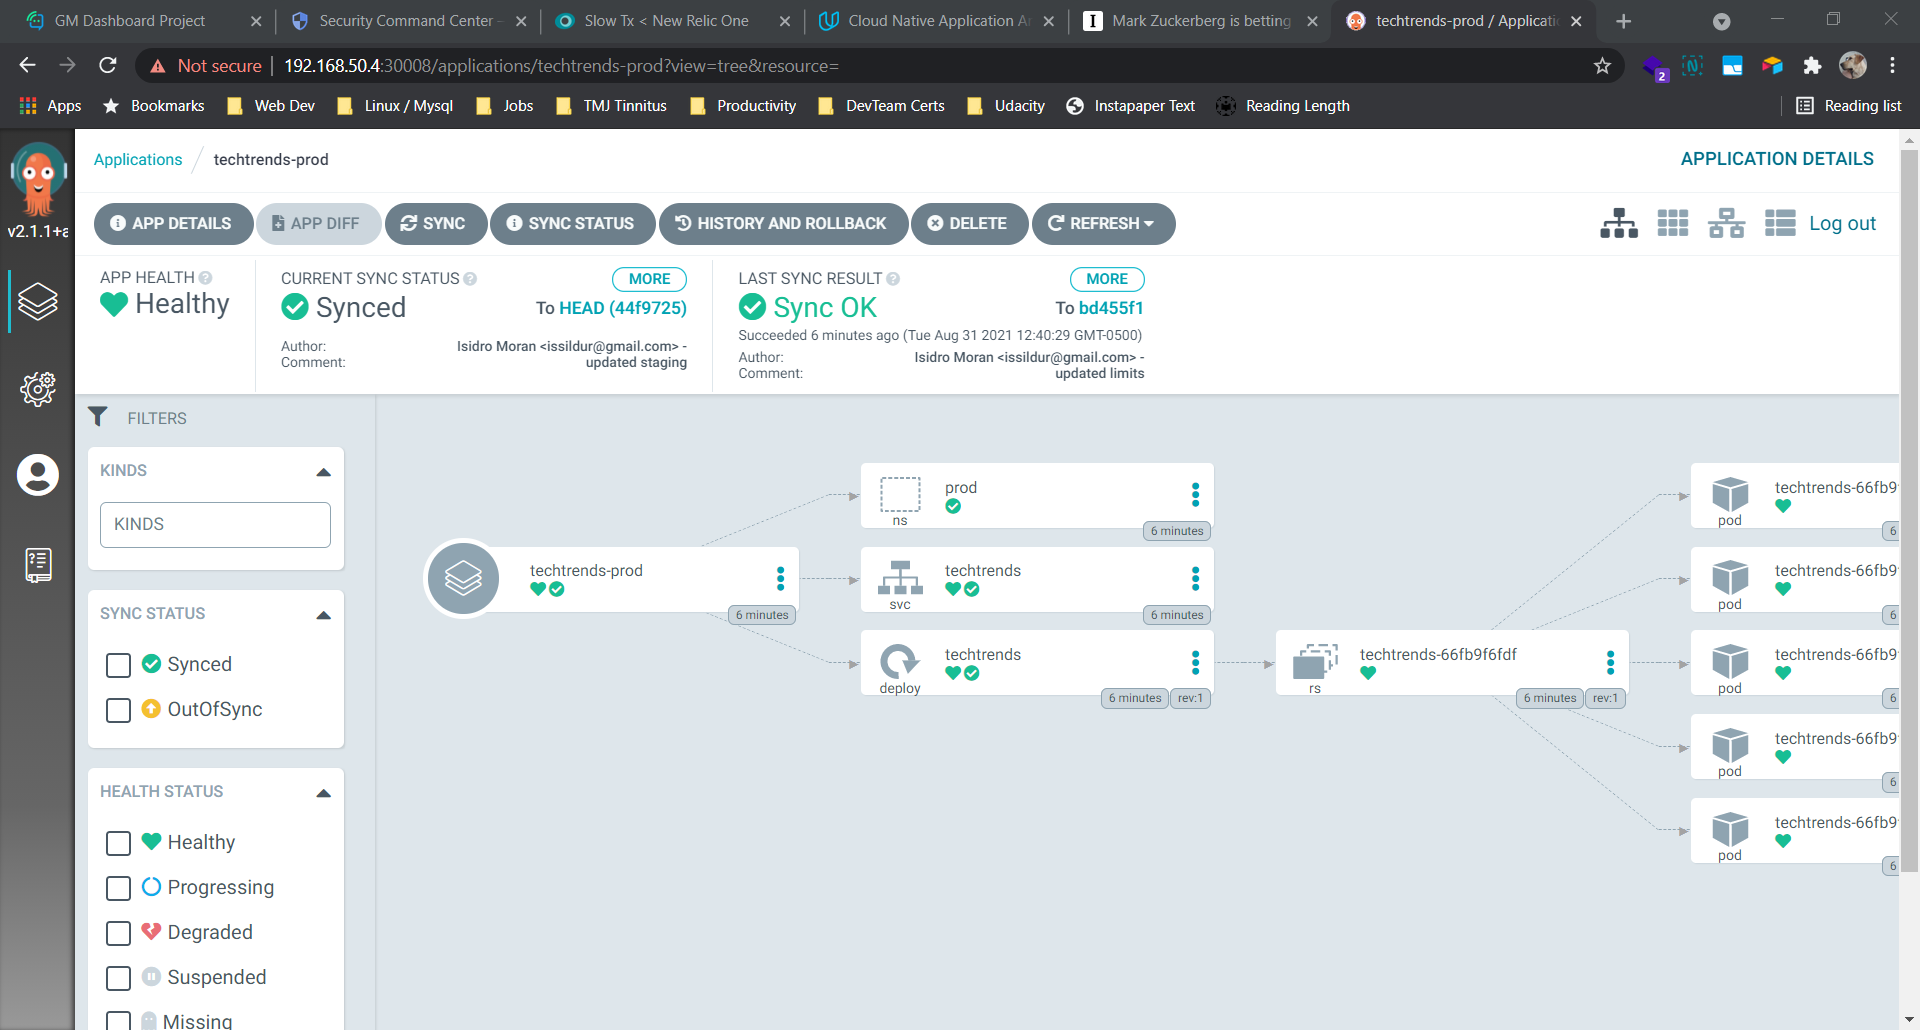 GM Dashboard Project
Security Command Center -
Slow Tx < New Relic One
Cloud Native Application Ar
Mark Zuckerberg is betting
techtrends-prod / Applicatio
Not secure
192.168.50.4:30008/applications/techtrends-prod?view=tree&resource=
2
Apps
Bookmarks
Web Dev
Linux / Mysql
Jobs
TMJ Tinnitus
Productivity
DevTeam Certs
Udacity
Instapaper Text
Reading Length
Reading list
v2.1.1+a
Applications / techtrends-prod
APPLICATION DETAILS
APP DETAILS
APP DIFF
SYNC
SYNC STATUS
HISTORY AND ROLLBACK
DELETE
REFRESH
Log out
APP HEALTH
Healthy
CURRENT SYNC STATUS
MORE
Synced
To HEAD (44f9725)
Author: Isidro Moran <issildur@gmail.com> -
Comment: updated staging
LAST SYNC RESULT
MORE
Sync OK
To bd455f1
Succeeded 6 minutes ago (Tue Aug 31 2021 12:40:29 GMT-0500)
Author: Isidro Moran <issildur@gmail.com> -
Comment: updated limits
FILTERS
KINDS
KINDS
SYNC STATUS
Synced
OutOfSync
HEALTH STATUS
Healthy
Progressing
Degraded
Suspended
Missing
techtrends-prod
6 minutes
prod
ns
6 minutes
techtrends
svc
6 minutes
techtrends
deploy
6 minutes
rev:1
techtrends-66fb9f6fdf
rs
6 minutes
rev:1
techtrends-66fb9
pod
6
techtrends-66fb9
pod
6
techtrends-66fb9
pod
6
techtrends-66fb9
pod
6
techtrends-66fb9
pod
6